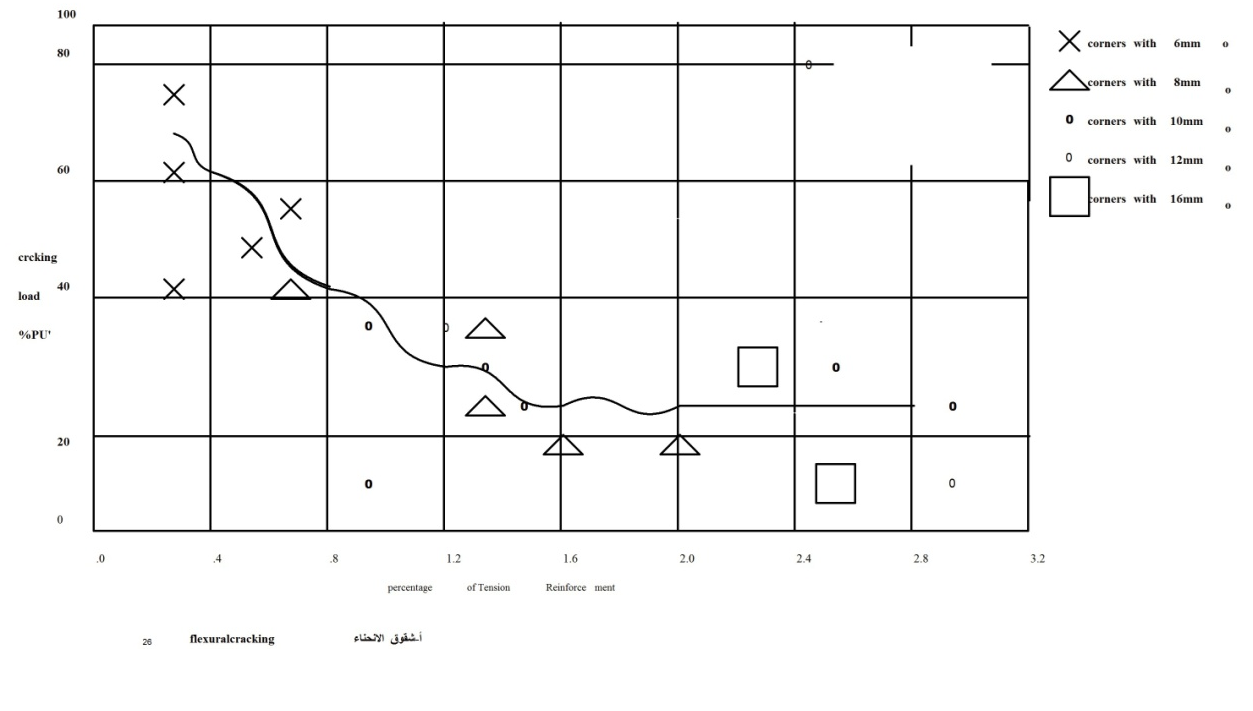 100
80
60
crcking
load
40
%PU'
20
0
.0 .4 .8 1.2 1.6 2.0 2.4 2.8 3.2
percentage of Tension Reinforce ment
corners with 6mm o
corners with 8mm o
0 corners with 10mm o
0 corners with 12mm o
corners with 16mm o
26 flexuralcracking أ-شقوق الانحناء